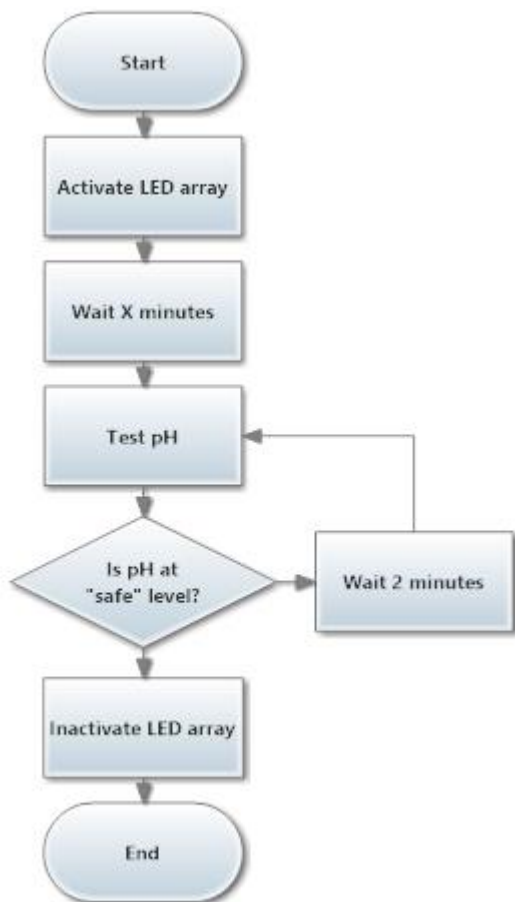 Start
Activate LED array
Wait X minutes
Test pH
Is pH at
"safe" level?
Wait 2 minutes
Inactivate LED array
End